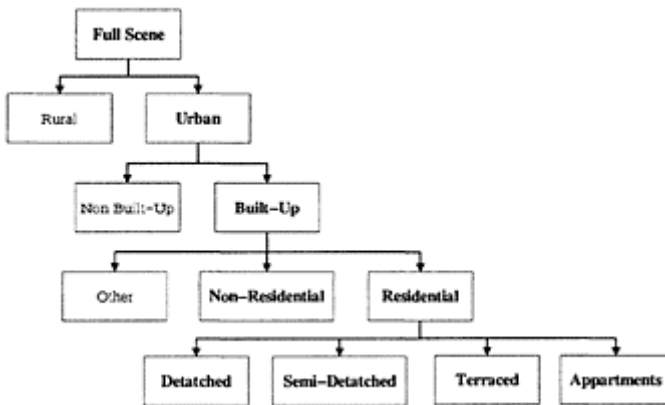 Full Scene
Rural
Urban
Non Built-Up
Built-Up
Other
Non-Residential
Residential
Detatched
Semi-Detatched
Terraced
Appartments